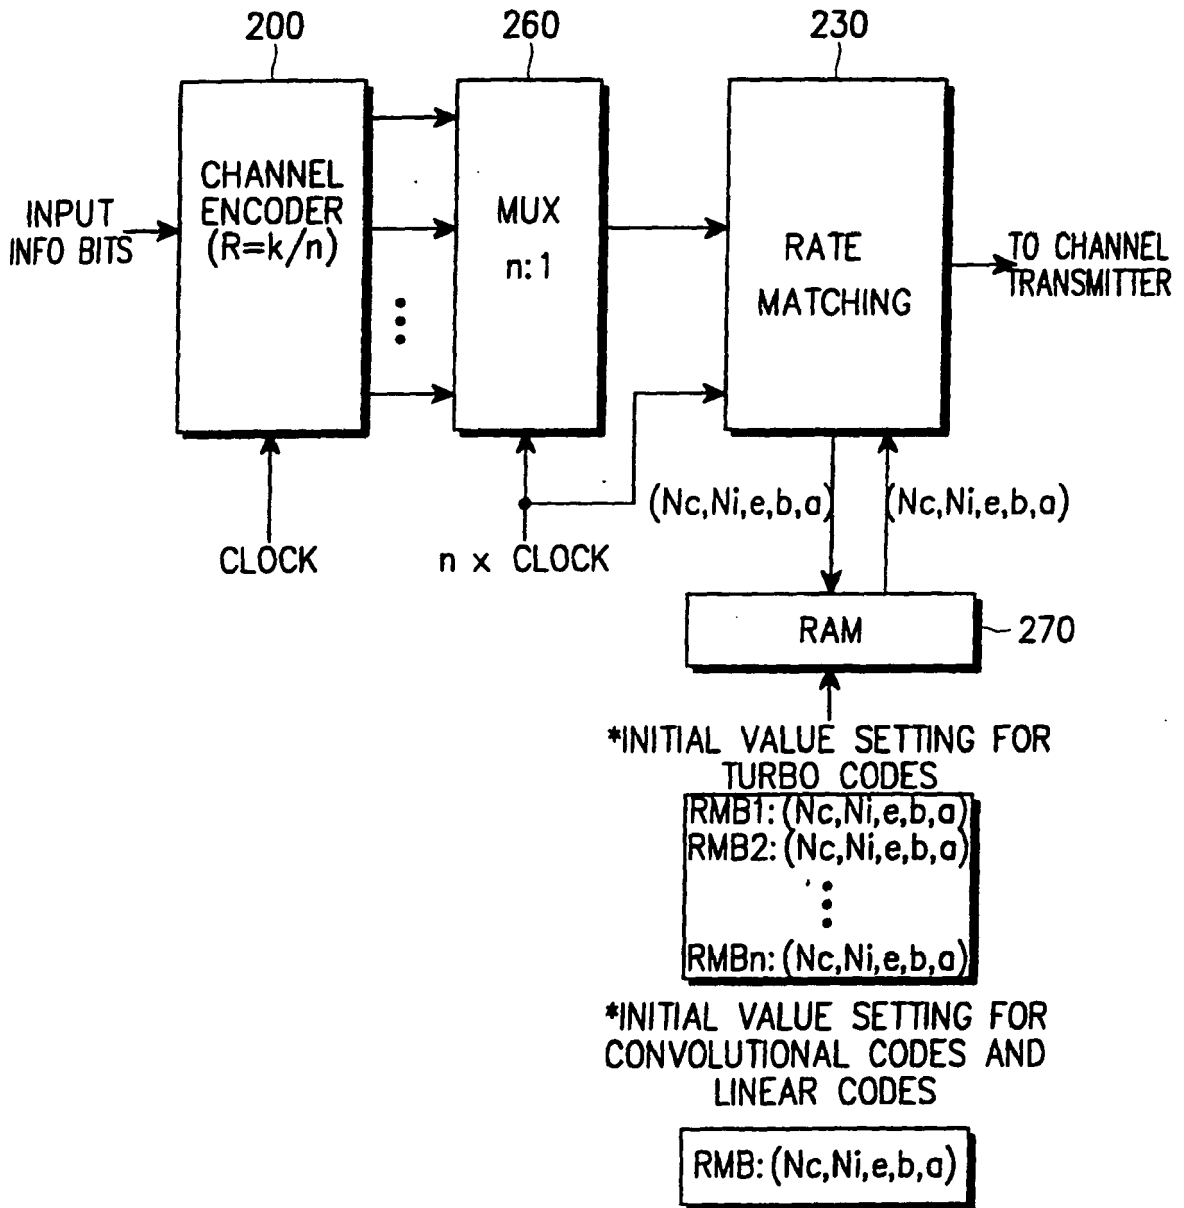 200
260
230
CHANNEL
ENCODER
(R=k/n)
INPUT
INFO BITS
MUX
n:1
RATE
MATCHING
TO CHANNEL
TRANSMITTER
(Nc,Ni,e,b,a)
(Nc,Ni,e,b,a)
CLOCK
n x CLOCK
RAM
270
*INITIAL VALUE SETTING FOR
TURBO CODES
RMB1:(Nc,Ni,e,b,a)
RMB2:(Nc,Ni,e,b,a)
RMBn:(Nc,Ni,e,b,a)
*INITIAL VALUE SETTING FOR
CONVOLUTIONAL CODES AND
LINEAR CODES
RMB:(Nc,Ni,e,b,a)